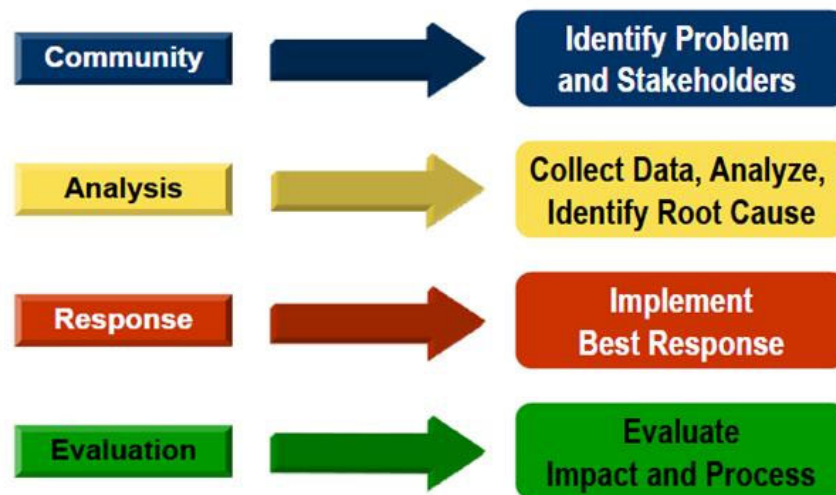 Community
Identify Problem
and Stakeholders
Analysis
Collect Data, Analyze,
Identify Root Cause
Response
Implement
Best Response
Evaluation
Evaluate
Impact and Process